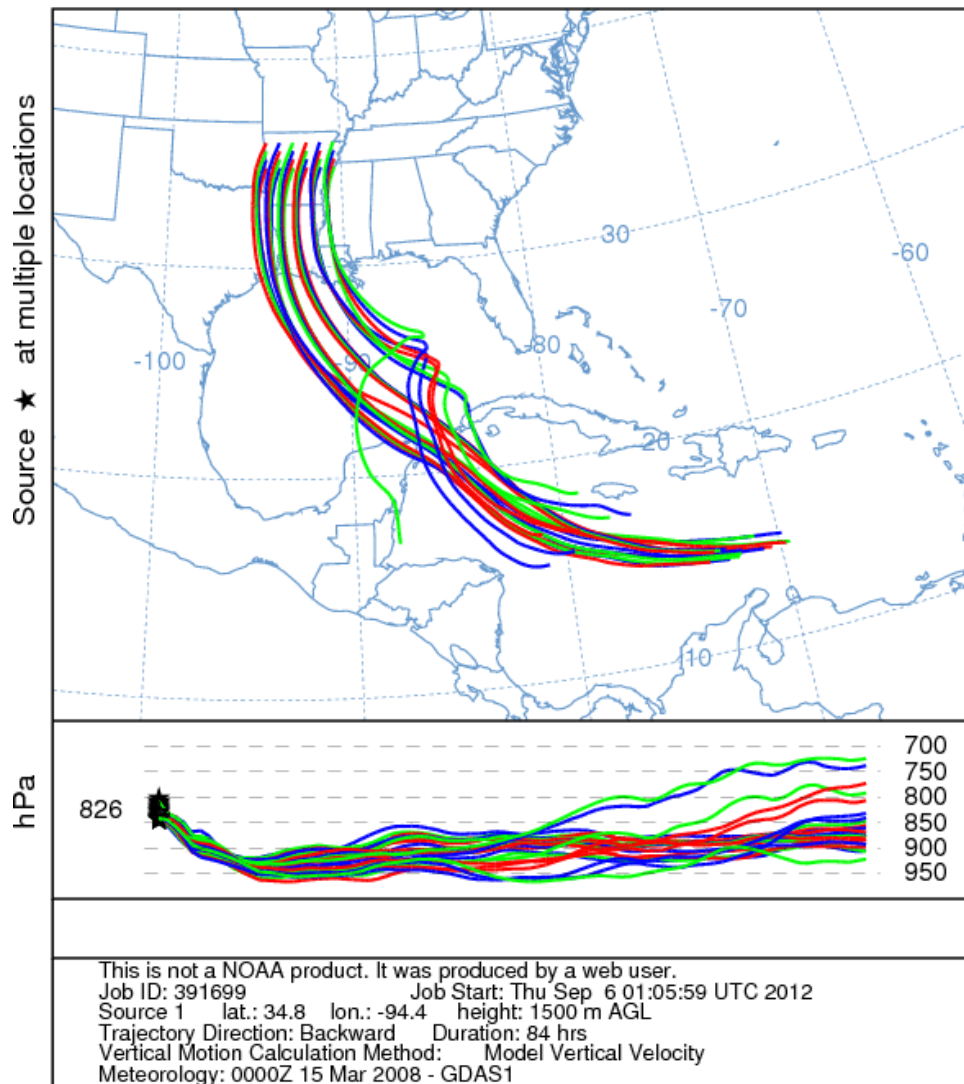 40
30
-60
-70
-80
-90
-100
20
10
Source ★ at multiple locations
hPa
826
700
750
800
850
900
950
This is not a NOAA product. It was produced by a web user.
Job ID: 391699 Job Start: Thu Sep 6 01:05:59 UTC 2012
Source 1 lat.: 34.8 lon.: -94.4 height: 1500 m AGL
Trajectory Direction: Backward Duration: 84 hrs
Vertical Motion Calculation Method: Model Vertical Velocity
Meteorology: 0000Z 15 Mar 2008 - GDAS1